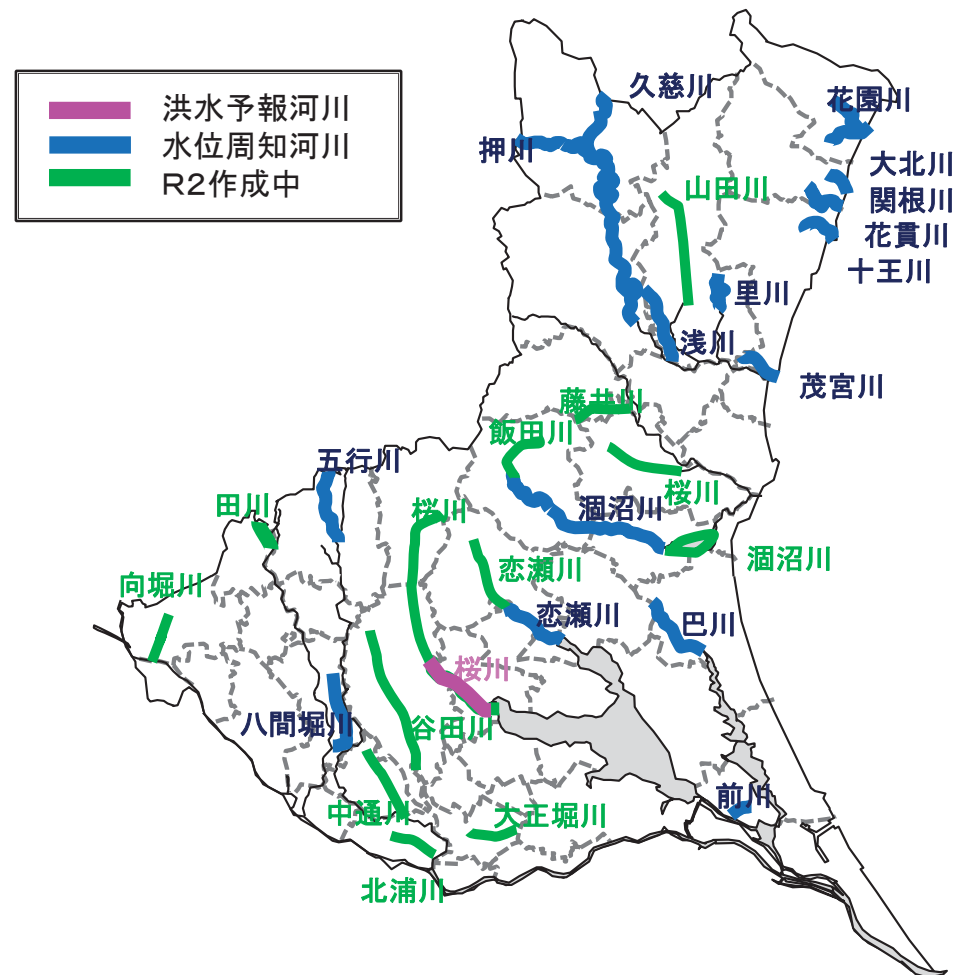 洪水予報河川
水位周知河川
R2作成中
久慈川
花園川
押川
大北川
山田川
関根川
花貫川
十王川
里川
浅川
茂宮川
藤井川
飯田川
五行川
桜川
田川
桜川
涸沼川
涸沼川
恋瀬川
向堀川
恋瀬川
巴川
桜川
八間堀川
谷田川
前川
中通川
大正堀川
北浦川